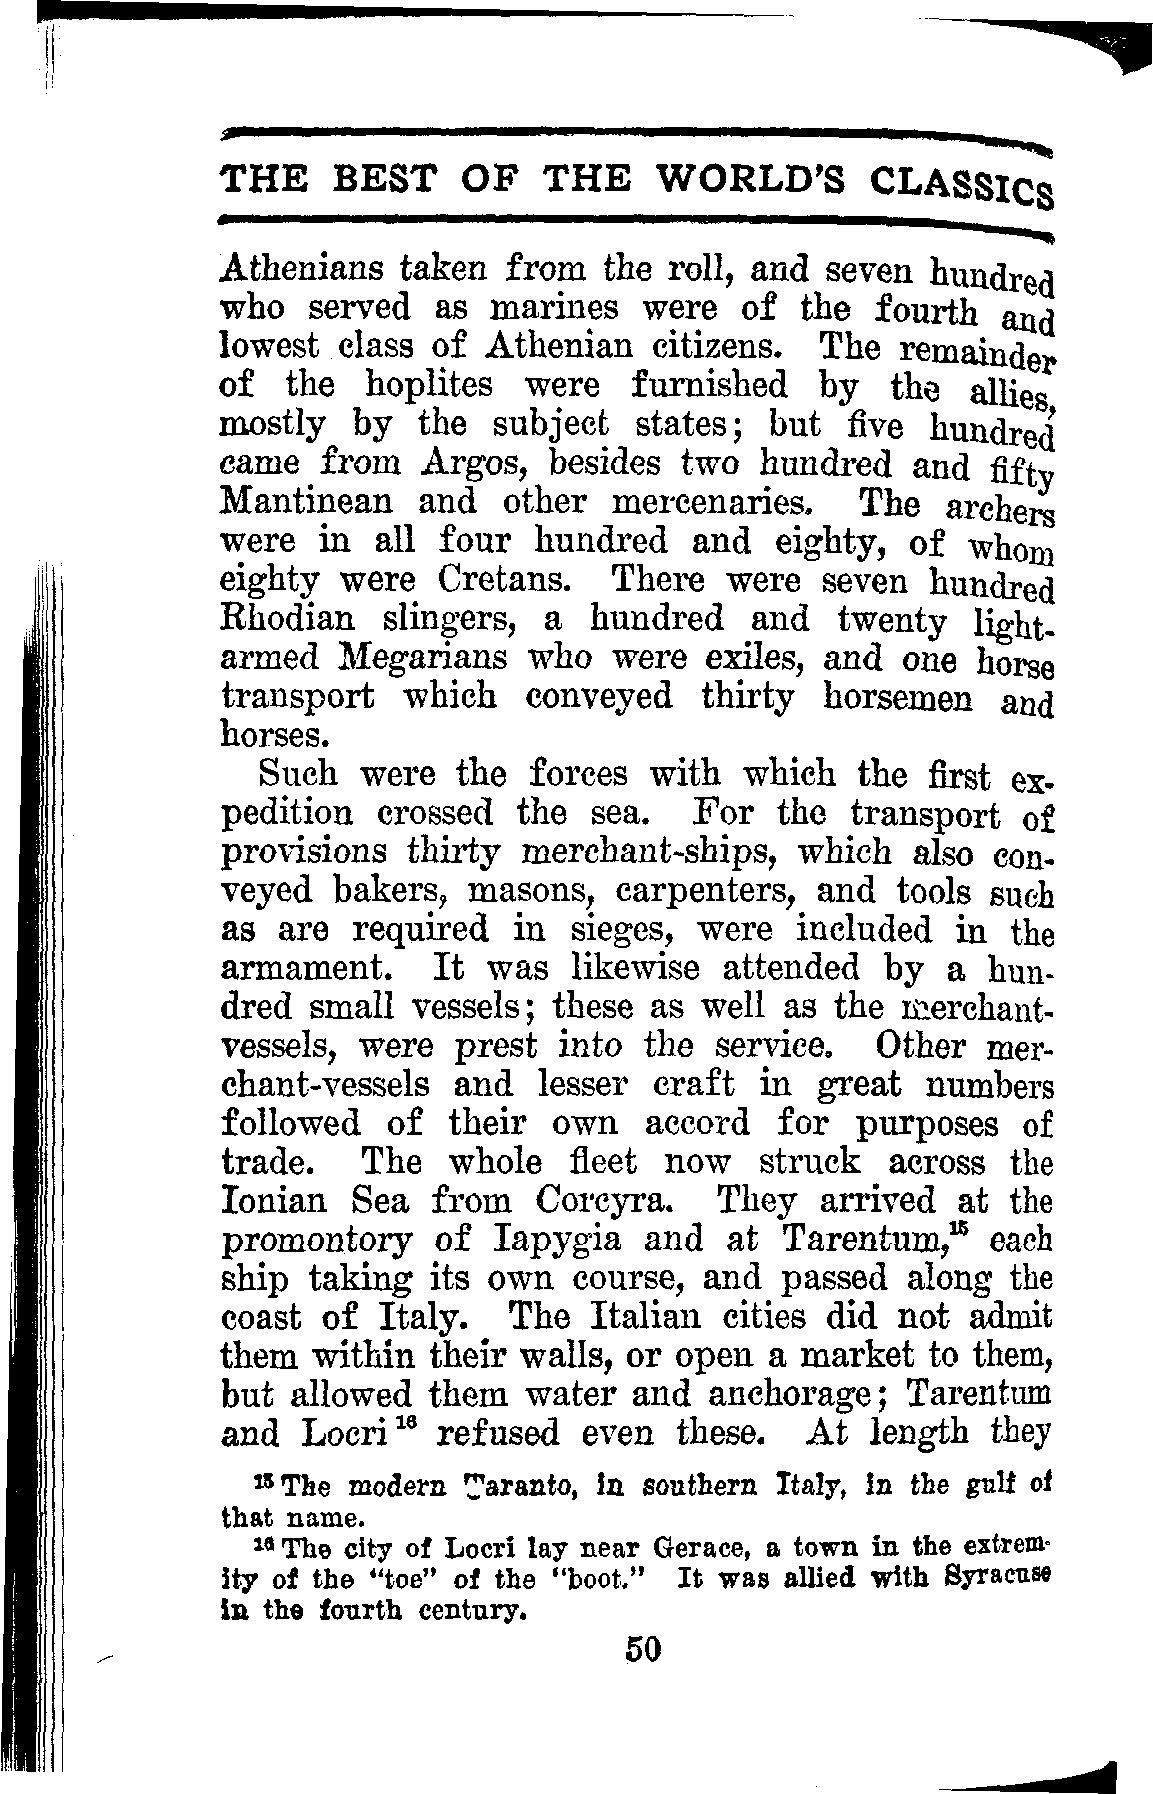 THE BEST OF THE WORLD'S CLASSICS
Athenians taken from the roll, and seven hundred
who served as marines were of the fourth and
lowest class of Athenian citizens. The remainder
of the hoplites were furnished by the allies,
mostly by the subject states; but five hundred
came from Argos, besides two hundred and fifty
Mantinean and other mercenaries. The archers
were in all four hundred and eighty, of whom
eighty were Cretans. There were seven hundred
Rhodian slingers, a hundred and twenty light-
armed Megarians who were exiles, and one horse
transport which conveyed thirty horsemen and
horses.
Such were the forces with which the first ex-
pedition crossed the sea. For the transport of
provisions thirty merchant-ships, which also con-
veyed bakers, masons, carpenters, and tools such
as are required in sieges, were included in the
armament. It was likewise attended by a hun-
dred small vessels; these as well as the merchant-
vessels, were prest into the service. Other mer-
chant-vessels and lesser craft in great numbers
followed of their own accord for purposes of
trade. The whole fleet now struck across the
Ionian Sea from Corcyra. They arrived at the
promontory of Iapygia and at Tarentum,¹⁵ each
ship taking its own course, and passed along the
coast of Italy. The Italian cities did not admit
them within their walls, or open a market to them,
but allowed them water and anchorage; Tarentum
and Locri¹⁶ refused even these. At length they
¹⁵ The modern Taranto, in southern Italy, in the gulf of
that name.
¹⁶ The city of Locri lay near Gerace, a town in the extrem-
ity of the "toe" of the "boot." It was allied with Syracuse
in the fourth century.
50